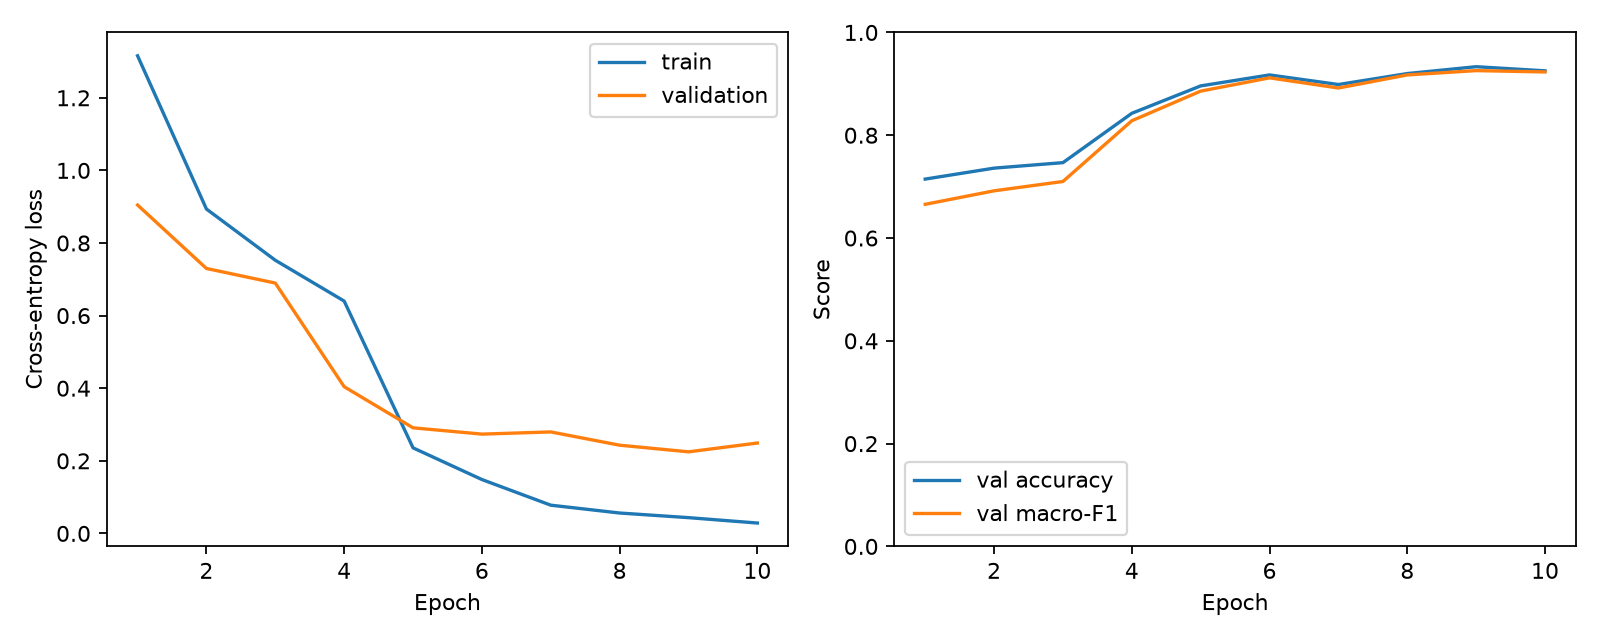 train
validation
1.2
1.0
0.8
0.6
0.4
0.2
0.0
Cross-entropy loss
2 4 6 8 10
Epoch
1.0
0.8
0.6
0.4
0.2
0.0
Score
val accuracy
val macro-F1
2 4 6 8 10
Epoch